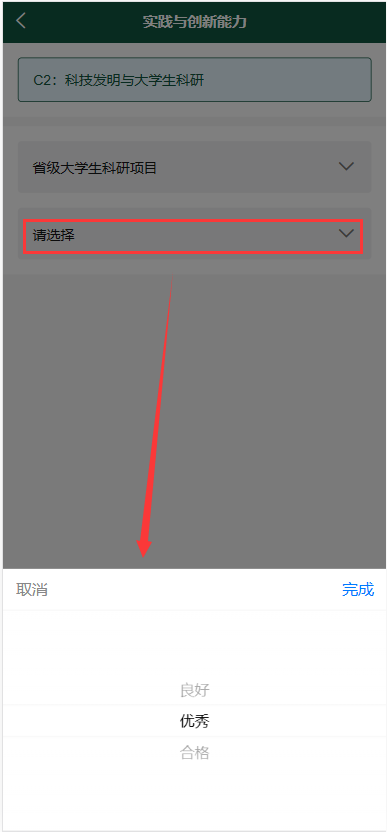 实践与创新能力
C2：科技发明与大学生科研
省级大学生科研项目
请选择
取消 完成
良好
优秀
合格